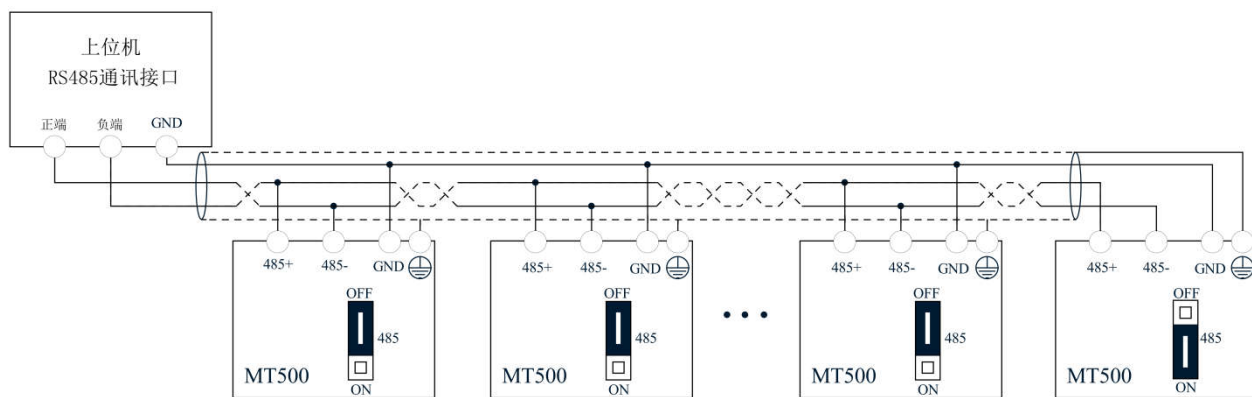 上位机
RS485通讯接口
正端 负端 GND
485+ 485- GND
OFF
485
ON
MT500
485+ 485- GND
OFF
485
ON
MT500
485+ 485- GND
OFF
485
ON
MT500
485+ 485- GND
OFF
485
ON
MT500